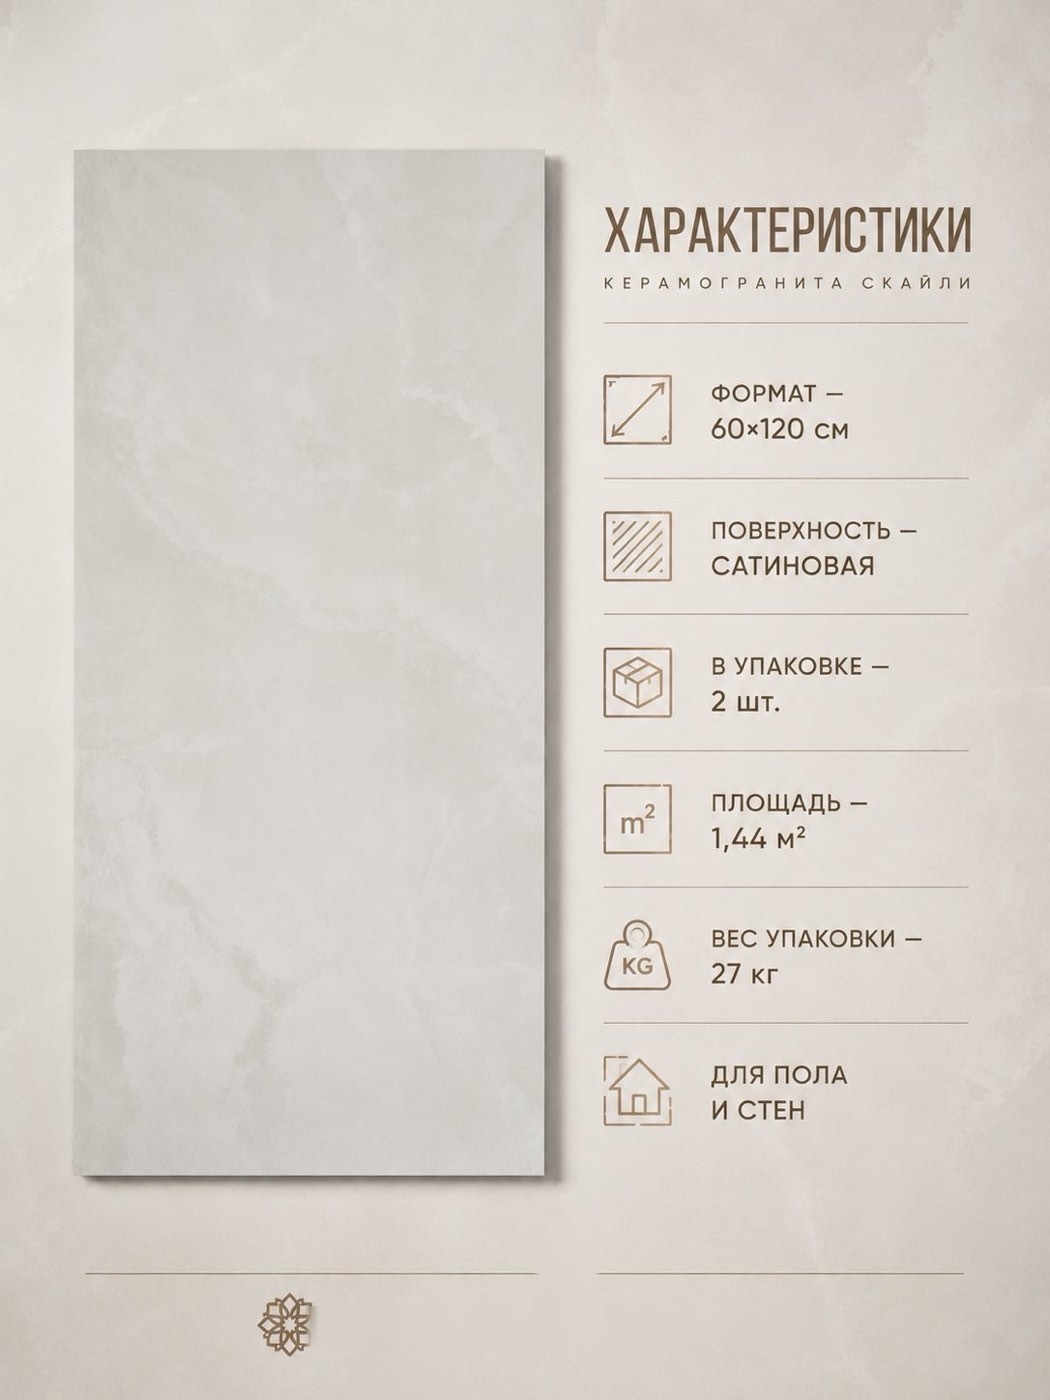 ХАРАКТЕРИСТИКИ
КЕРАМОГРАНИТА СКАЙЛИ
ФОРМАТ –
60×120 см
ПОВЕРХНОСТЬ –
САТИНОВАЯ
В УПАКОВКЕ –
2 шт.
m²
ПЛОЩАДЬ –
1,44 м²
KG
ВЕС УПАКОВКИ –
27 кг
ДЛЯ ПОЛА
И СТЕН